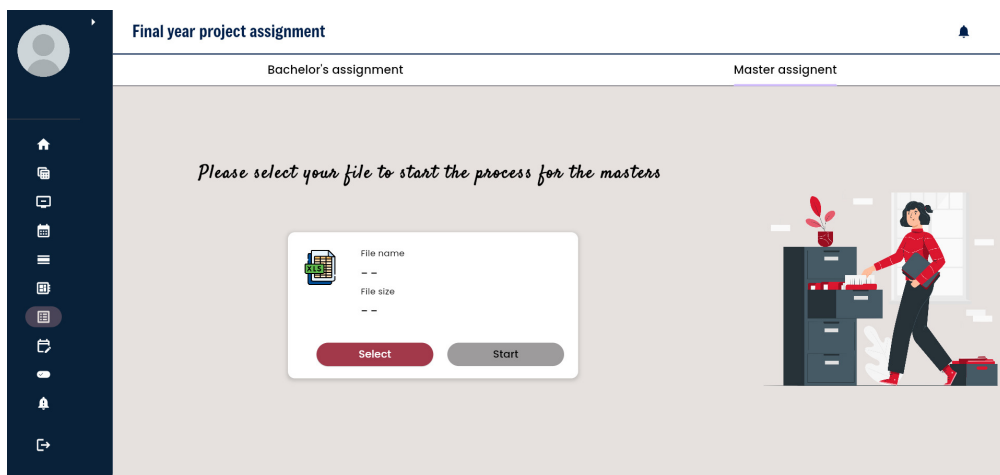 Final year project assignment
Bachelor's assignment
Master assignent
Please select your file to start the process for the masters
XLS
File name
--
File size
--
Select
Start